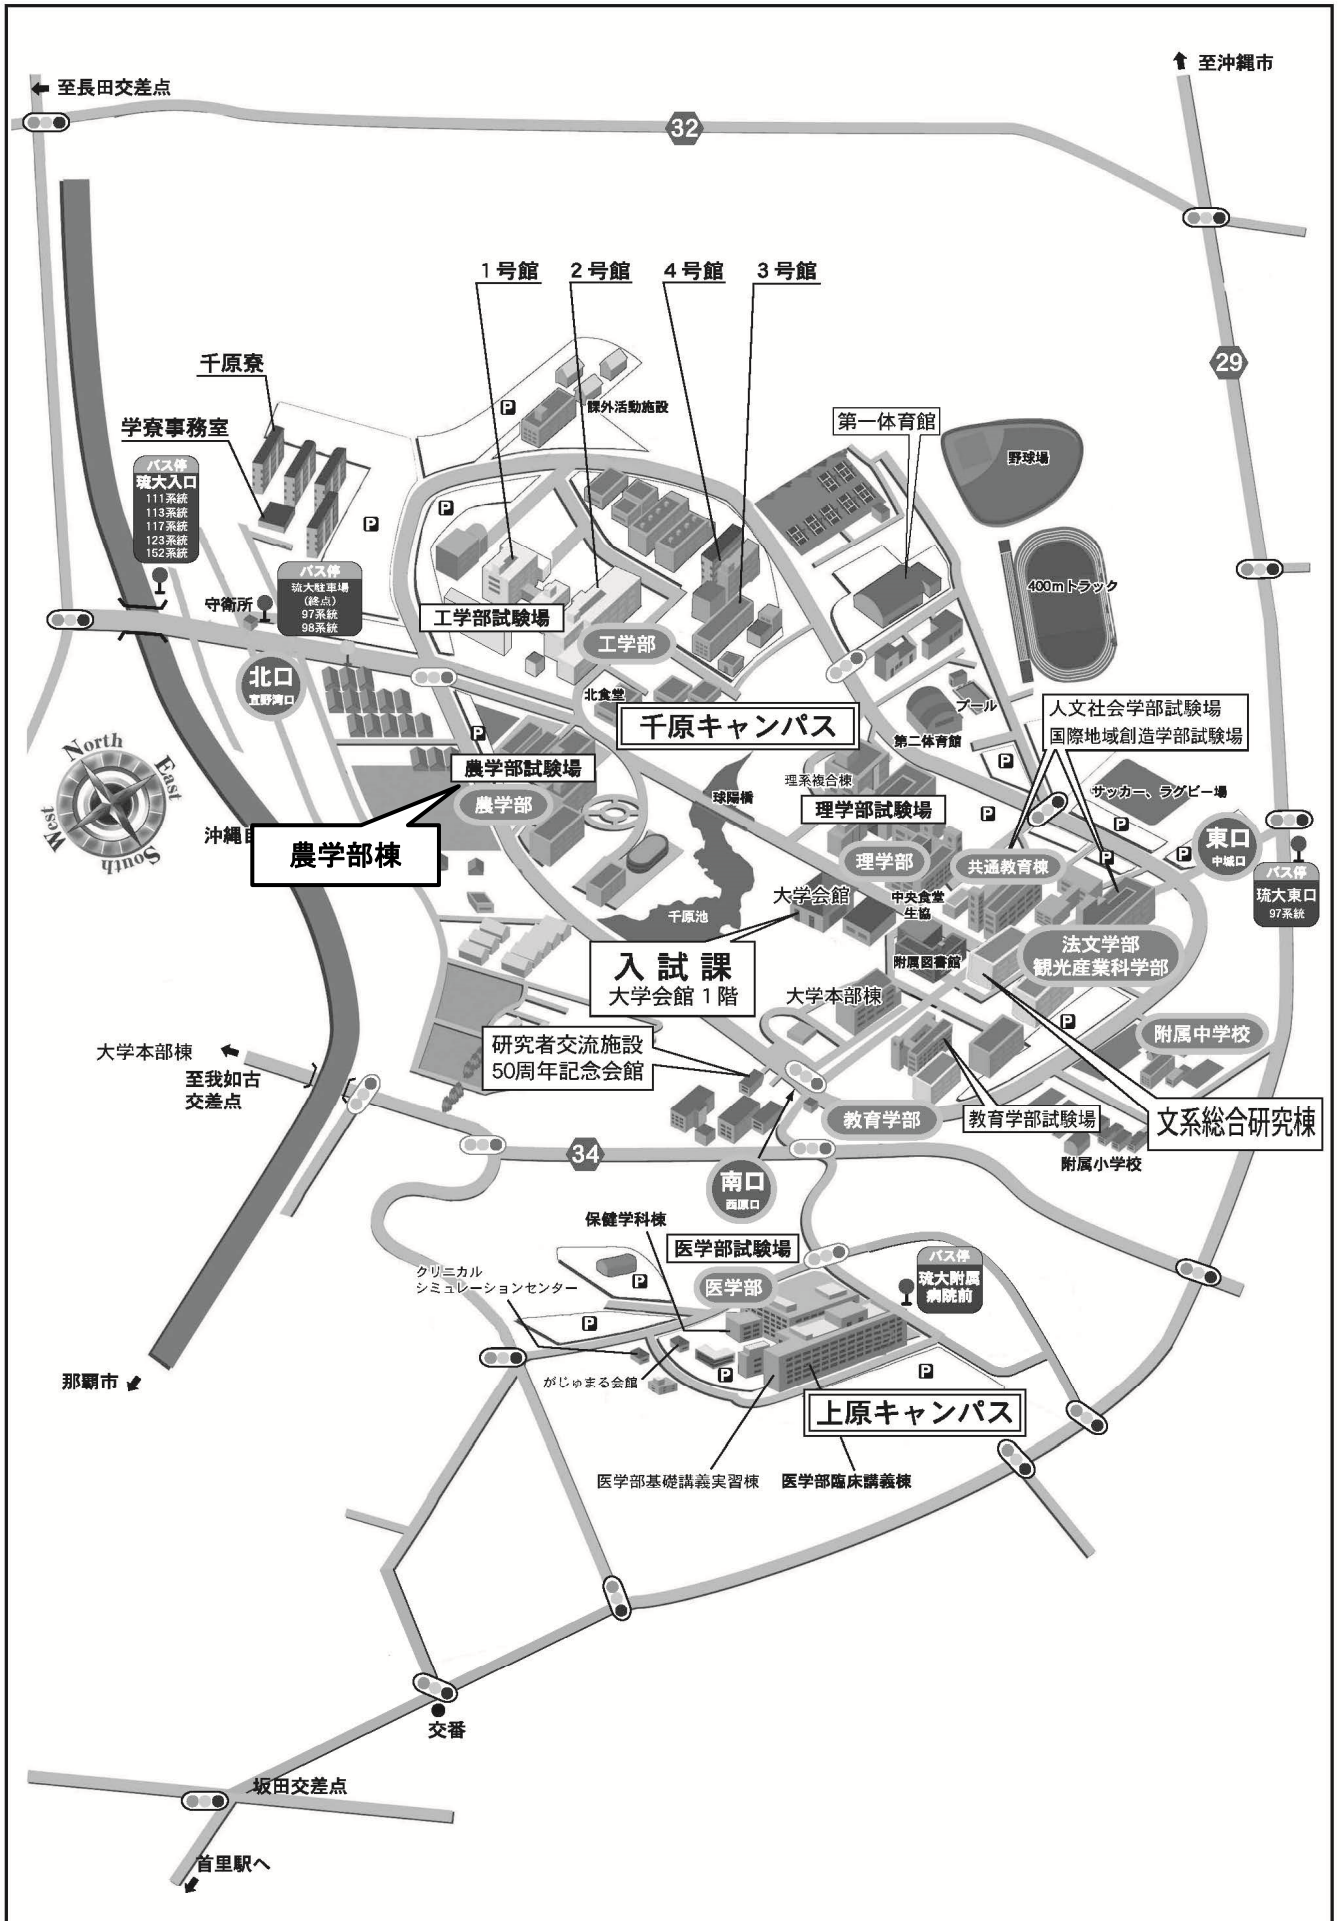 至長田交差点
至沖縄市
32
1号館
2号館
4号館
3号館
29
千原寮
学寮事務室
P
課外活動施設
第一体育館
野球場
バス停
琉大入口
111系統
113系統
117系統
123系統
152系統
P
P
バス停
琉大駐車場
(終点)
97系統
98系統
守衛所
400mトラック
工学部試験場
工学部
北口
宜野湾口
北食堂
千原キャンパス
プール
第二体育館
人文社会学部試験場
国際地域創造学部試験場
P
P
North
East
West
South
農学部試験場
農学部
農学部棟
沖縄自
球陽橋
理系複合棟
理学部試験場
理学部
P
サッカー、ラグビー場
P
P
P
共通教育棟
東口
中城口
バス停
琉大東口
97系統
大学会館
中央食堂
生協
千原池
入試課
大学会館1階
附属図書館
法文学部
観光産業科学部
大学本部棟
P
附属中学校
研究者交流施設
50周年記念会館
大学本部棟
至我如古
交差点
教育学部
教育学部試験場
文系総合研究棟
附属小学校
34
南口
西原口
保健学科棟
医学部試験場
医学部
クリニカル
シミュレーションセンター
P
P
バス停
琉大附属
病院前
那覇市
がじゅまる会館
P
P
上原キャンパス
医学部基礎講義実習棟
医学部臨床講義棟
交番
坂田交差点
首里駅へ